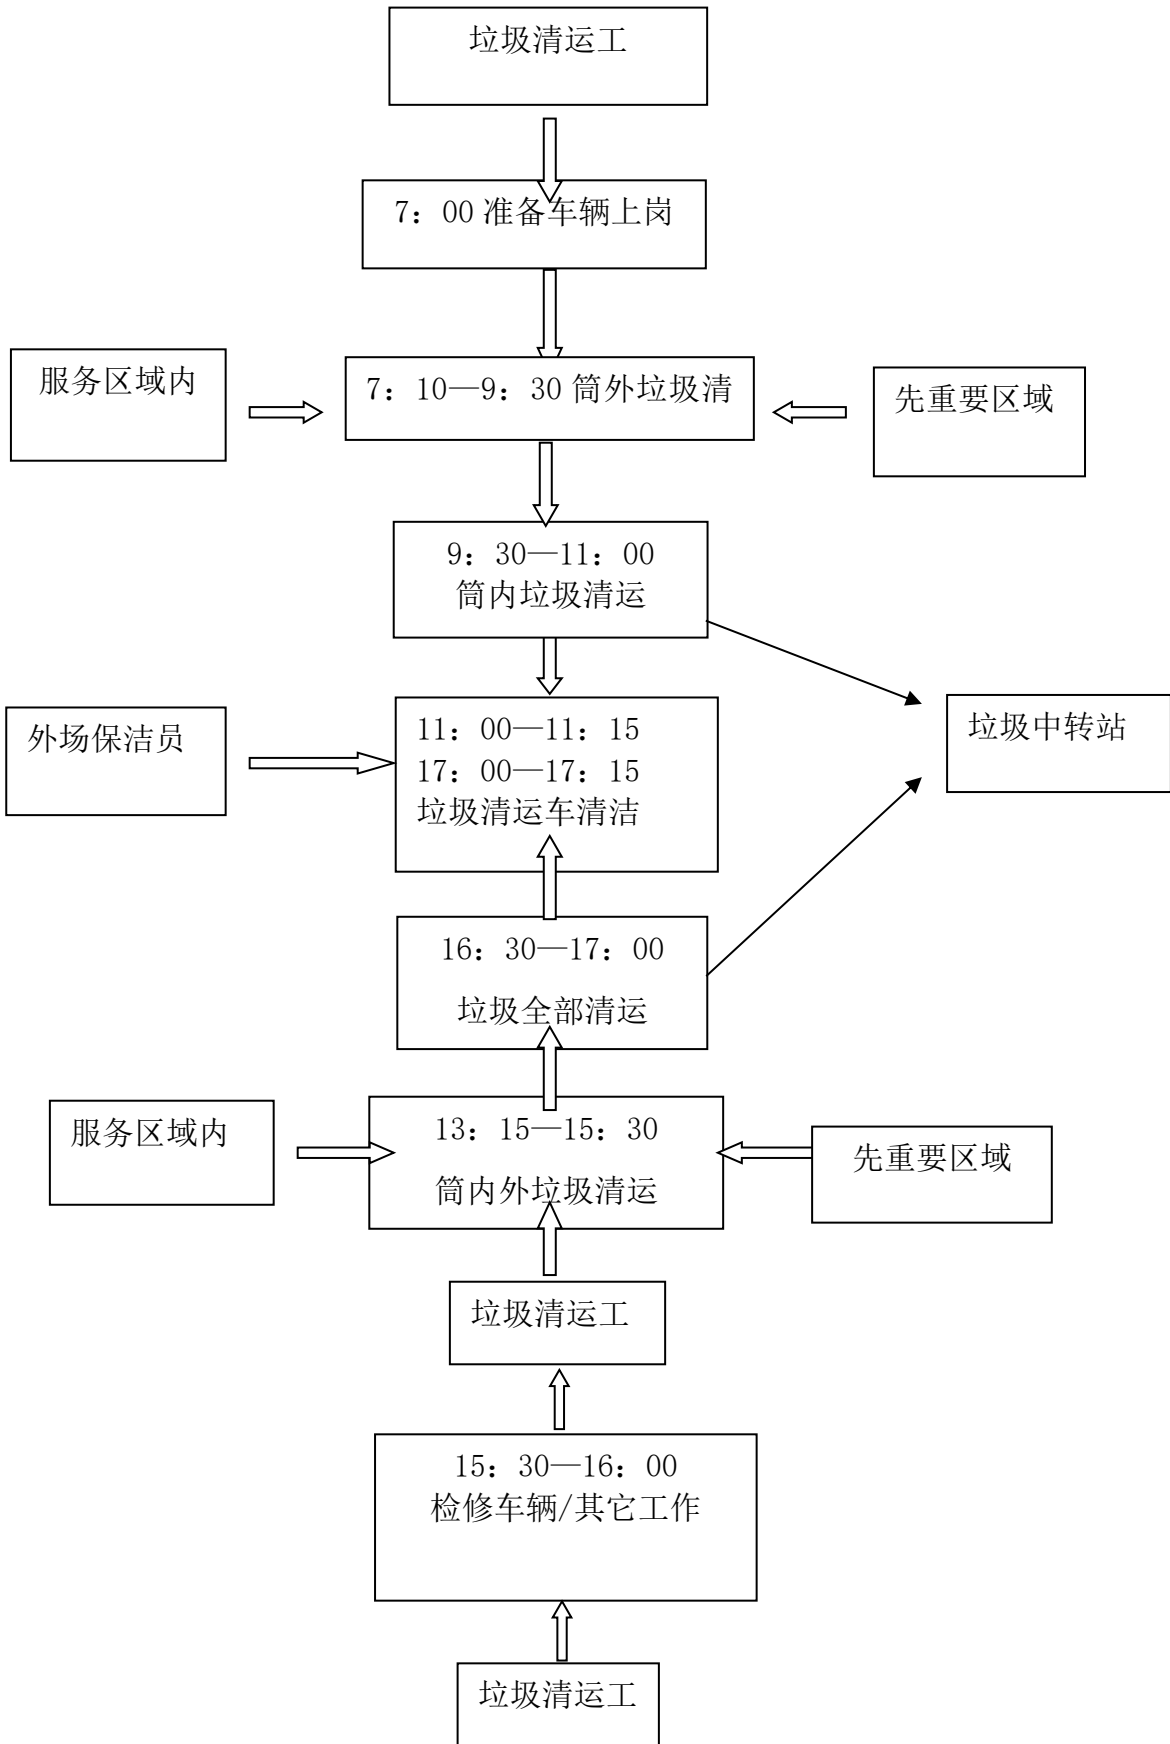 垃圾清运工
7：00 准备车辆上岗
服务区域内
7：10—9：30 筒外垃圾清
先重要区域
9：30—11：00
筒内垃圾清运
外场保洁员
11：00—11：15
17：00—17：15
垃圾清运车清洁
垃圾中转站
16：30—17：00
垃圾全部清运
服务区域内
13：15—15：30
筒内外垃圾清运
先重要区域
垃圾清运工
15：30—16：00
检修车辆/其它工作
垃圾清运工